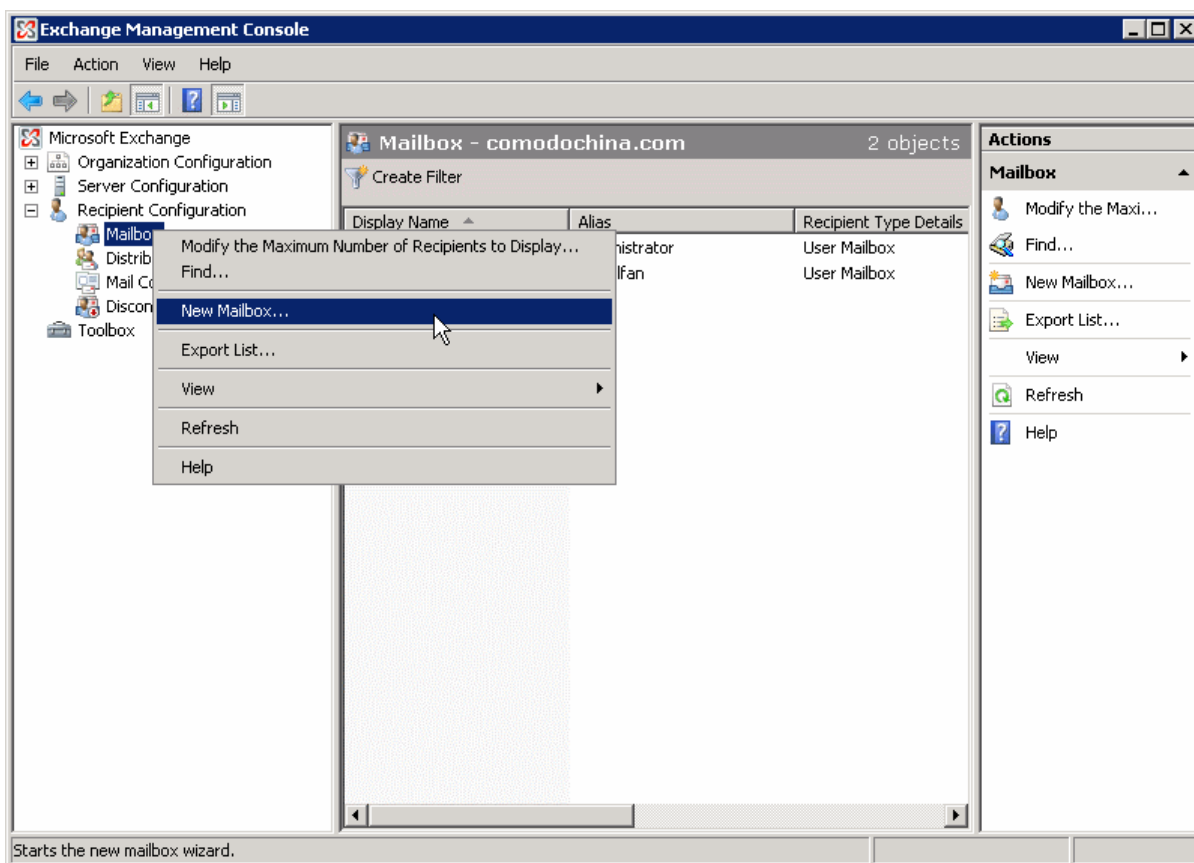 Exchange Management Console
File Action View Help
Microsoft Exchange
Organization Configuration
Server Configuration
Recipient Configuration
Mailbo
Distrib
Mail Co
Discon
Toolbox
Modify the Maximum Number of Recipients to Display...
Find...
New Mailbox...
Export List...
View
Refresh
Help
Mailbox - comodochina.com 2 objects
Create Filter
Display Name Alias Recipient Type Details
nistrator User Mailbox
lfan User Mailbox
Actions
Mailbox
Modify the Maxi...
Find...
New Mailbox...
Export List...
View
Refresh
Help
Starts the new mailbox wizard.